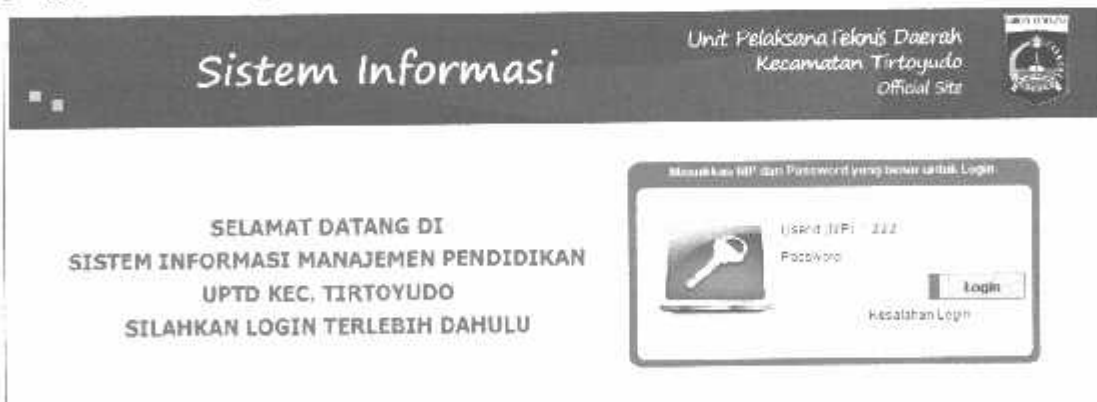 Sistem Informasi
Unit Pelaksana Teknis Daerah
Kecamatan Tirtoyudo
Official Site
Masukkan NIP dan Password yang benar untuk Login
SELAMAT DATANG DI
SISTEM INFORMASI MANAJEMEN PENDIDIKAN
UPTD KEC. TIRTOYUDO
SILAHKAN LOGIN TERLEBIH DAHULU
222
Password
Login
Kesalahan Login